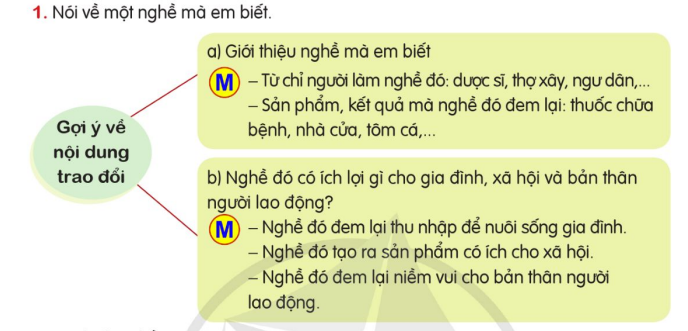 1. Nói về một nghề mà em biết.
Gợi ý về
nội dung
trao đổi
a) Giới thiệu nghề mà em biết
M – Từ chỉ người làm nghề đó: dược sĩ, thợ xây, ngư dân,...
– Sản phẩm, kết quả mà nghề đó đem lại: thuốc chữa
bệnh, nhà cửa, tôm cá,...
b) Nghề đó có ích lợi gì cho gia đình, xã hội và bản thân
người lao động?
M – Nghề đó đem lại thu nhập để nuôi sống gia đình.
– Nghề đó tạo ra sản phẩm có ích cho xã hội.
– Nghề đó đem lại niềm vui cho bản thân người
lao động.